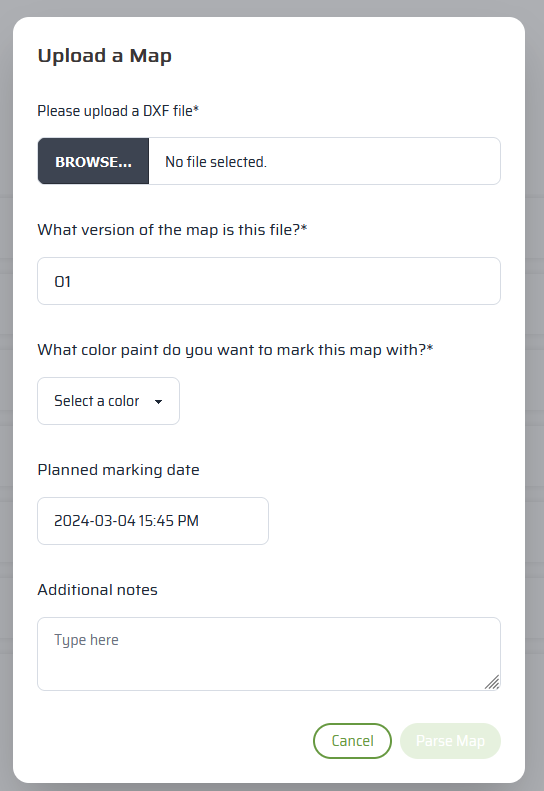 Upload a Map
Please upload a DXF file*
BROWSE... No file selected.
What version of the map is this file?*
01
What color paint do you want to mark this map with?*
Select a color
Planned marking date
2024-03-04 15:45 PM
Additional notes
Type here
Cancel Parse Map